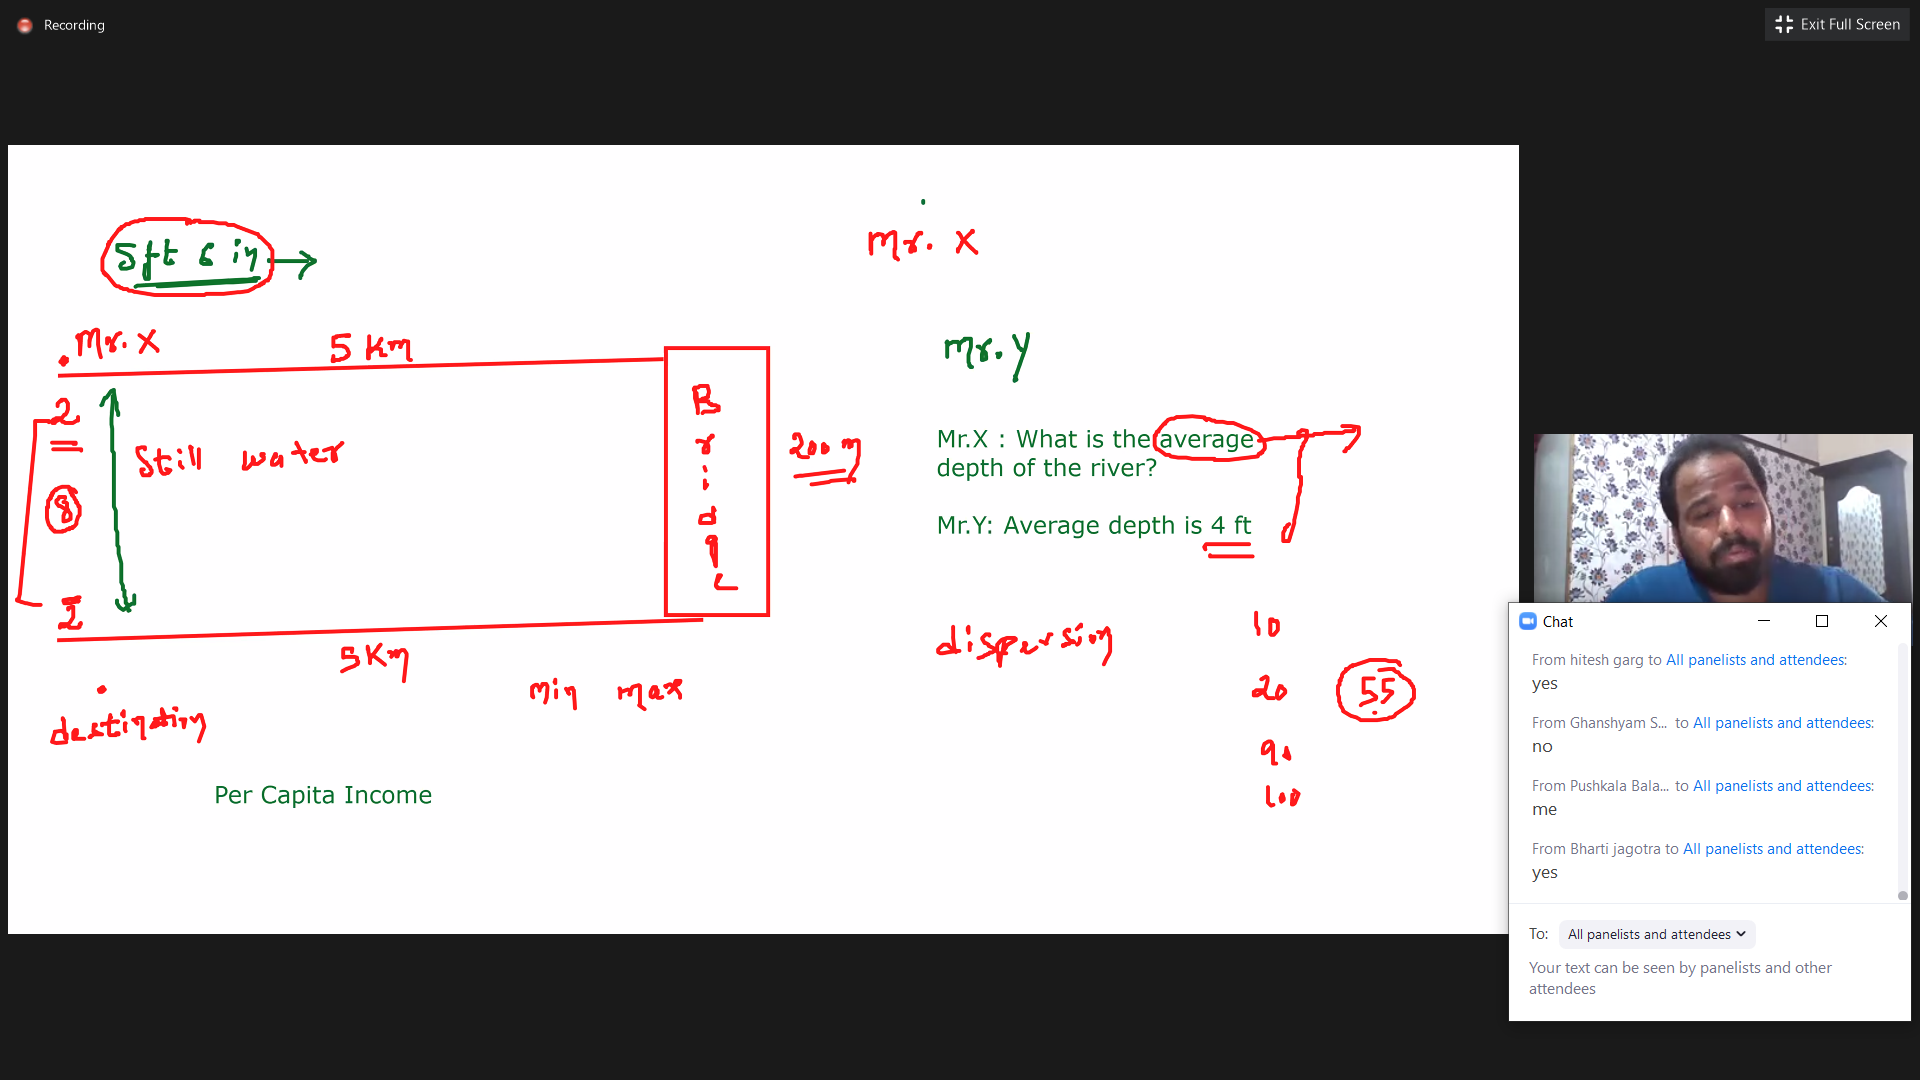 Recording
Exit Full Screen
5ft 6 in
Mr. X
Mr. X
5 Km
Mr. Y
2
Still water
8
2
Bridge
200 m
Mr.X : What is the average
depth of the river?
Mr.Y: Average depth is 4 ft
5 Km
min max
destination
dispersion
10
20
55
90
100
Per Capita Income
Chat
From hitesh garg to All panelists and attendees:
yes
From Ghanshyam S... to All panelists and attendees:
no
From Pushkala Bala... to All panelists and attendees:
me
From Bharti jagotra to All panelists and attendees:
yes
To: All panelists and attendees
Your text can be seen by panelists and other
attendees